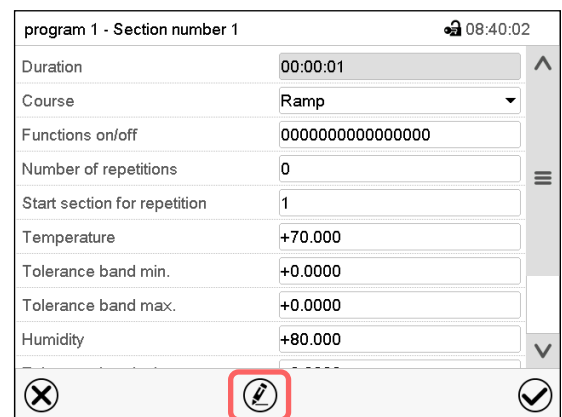 program 1 - Section number 1 08:40:02
Duration 00:00:01
Course Ramp
Functions on/off 0000000000000000
Number of repetitions 0
Start section for repetition 1
Temperature +70.000
Tolerance band min. +0.0000
Tolerance band max. +0.0000
Humidity +80.000